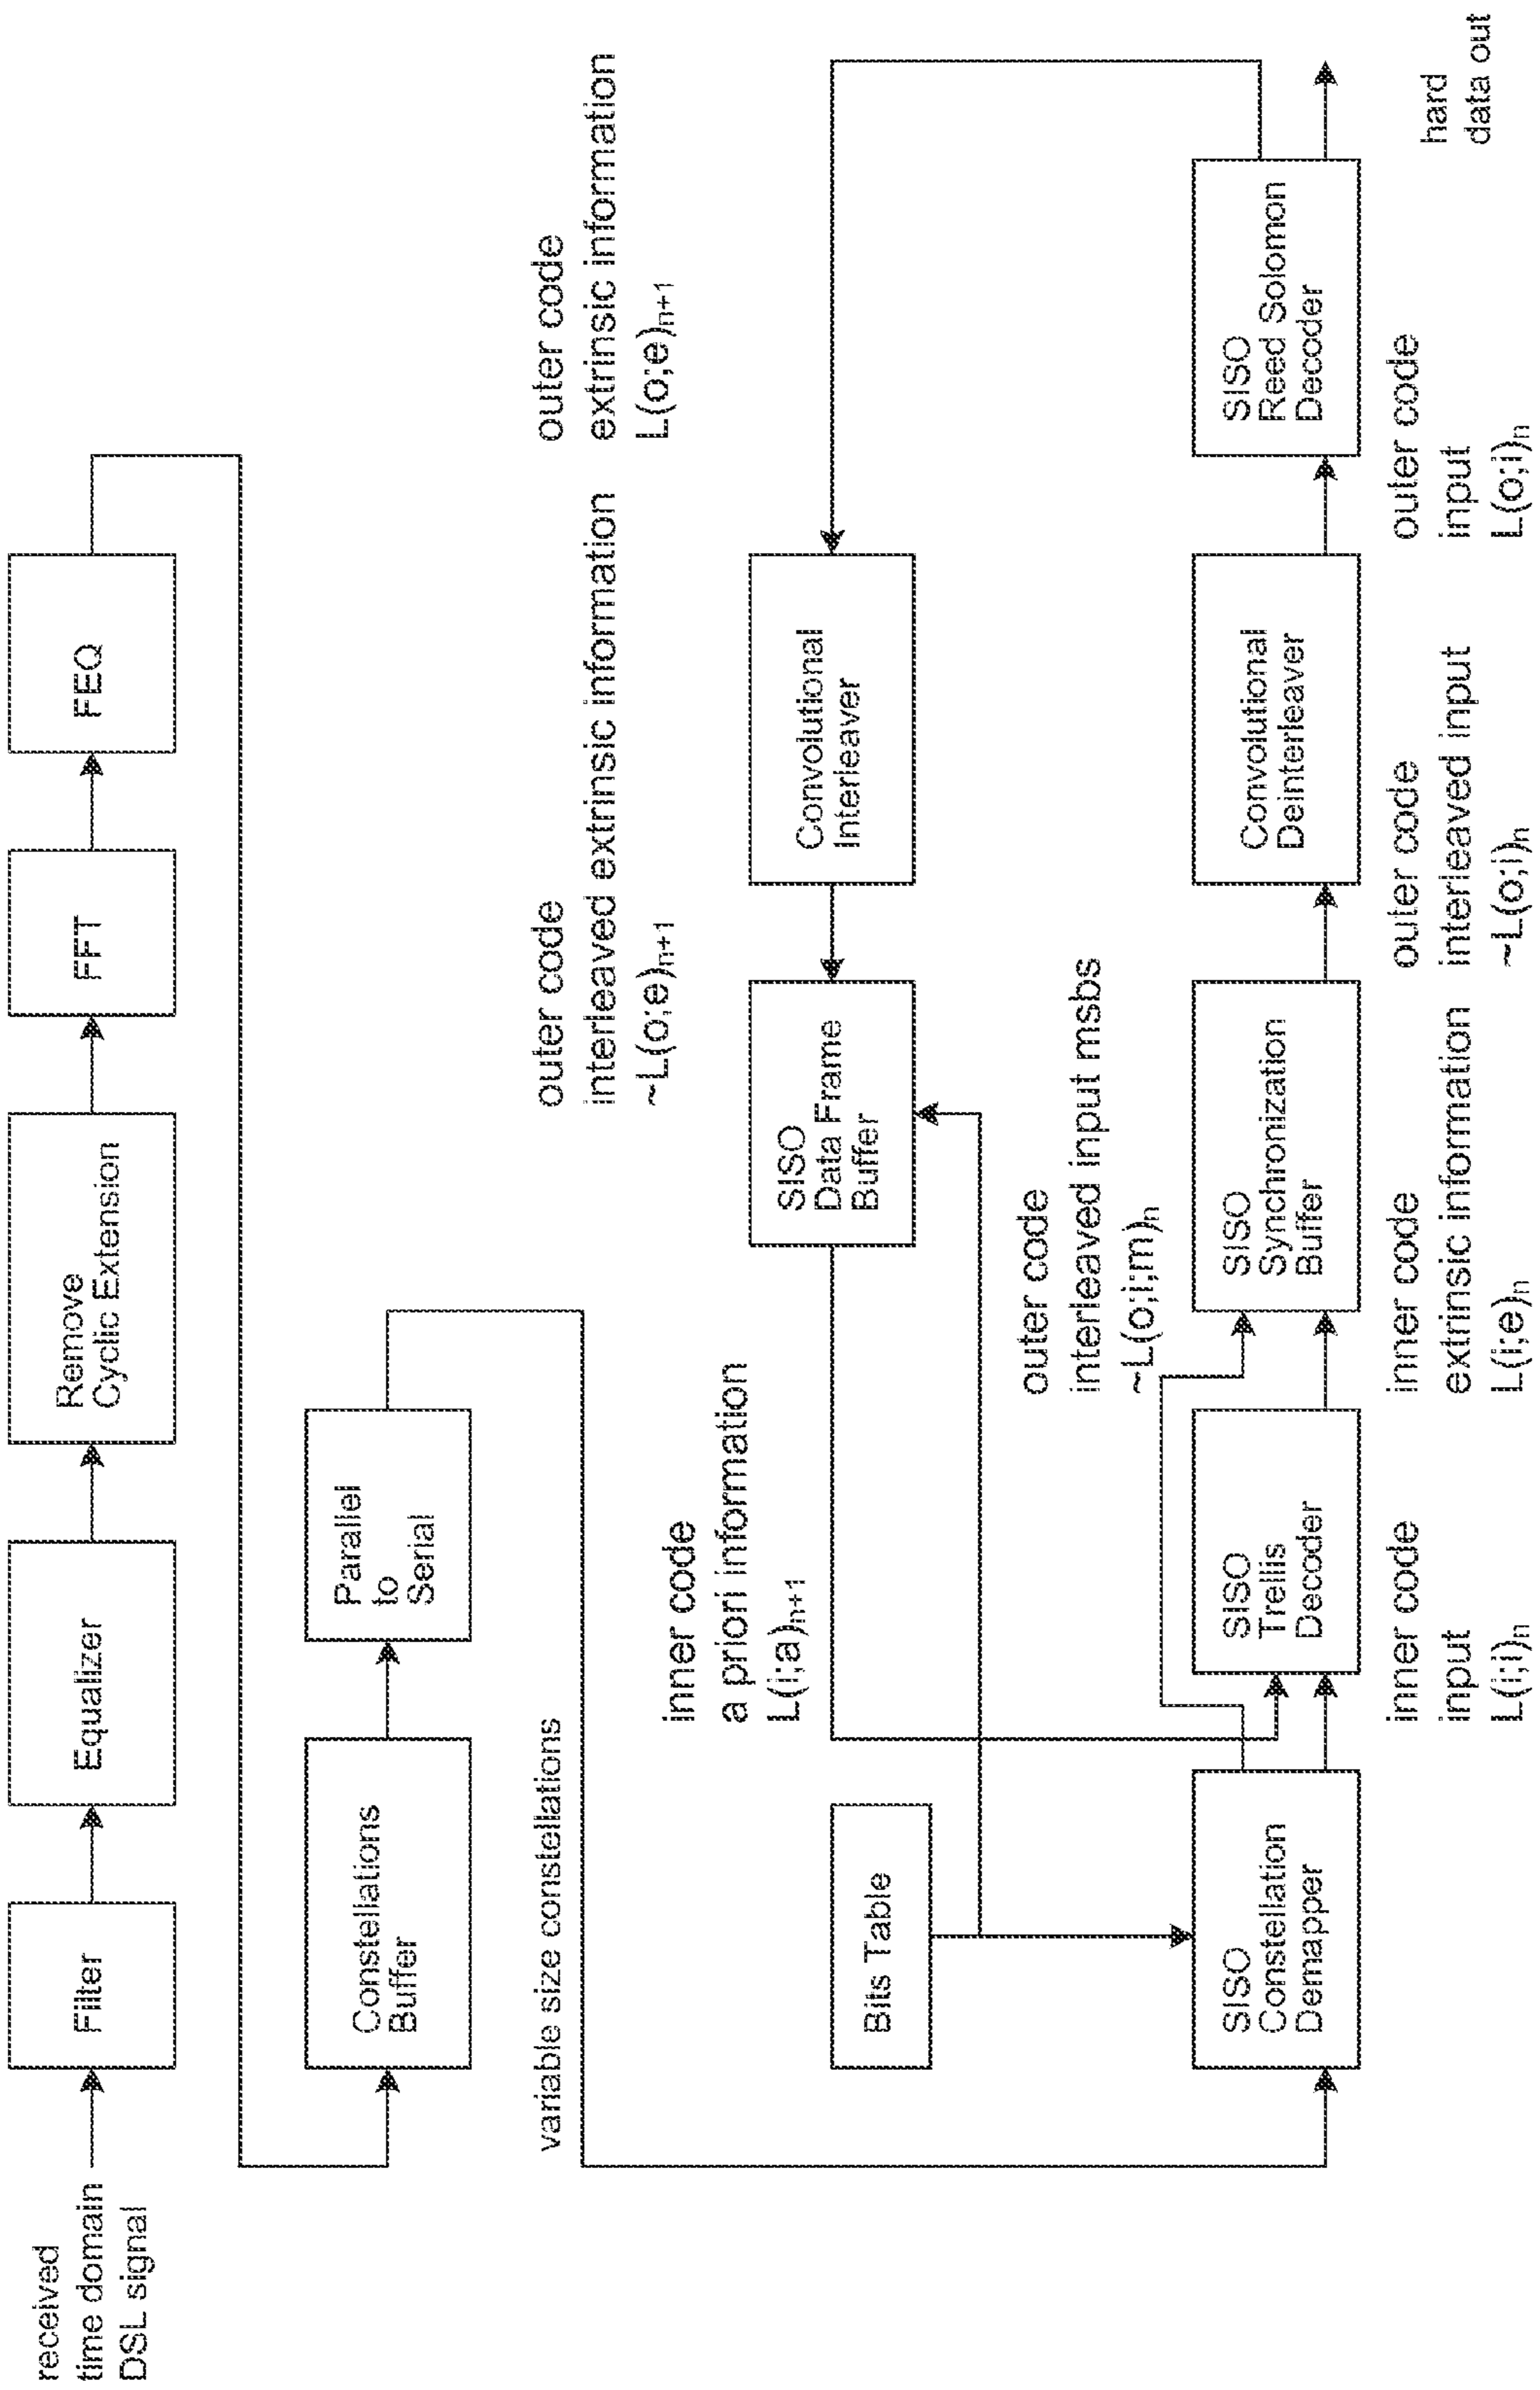 received
time domain
DSL signal
Filter
Equalizer
Remove
Cyclic Extension
FFT
FEQ
Constellations
Buffer
Parallel
to
Serial
variable size constellations
outer code
interleaved extrinsic information
~L(o;e)n+1
outer code
extrinsic information
L(o;e)n+1
inner code
a priori information
L(i;a)n+1
Bits Table
SISO
Data Frame
Buffer
Convolutional
Interleaver
outer code
interleaved input msbs
~L(o;i;m)n
SISO
Constellation
Demapper
SISO
Trellis
Decoder
SISO
Synchronization
Buffer
Convolutional
Deinterleaver
SISO
Reed Solomon
Decoder
inner code
input
L(i;i)n
inner code
extrinsic information
L(i;e)n
outer code
interleaved input
~L(o;i)n
outer code
input
L(o;i)n
hard
data out